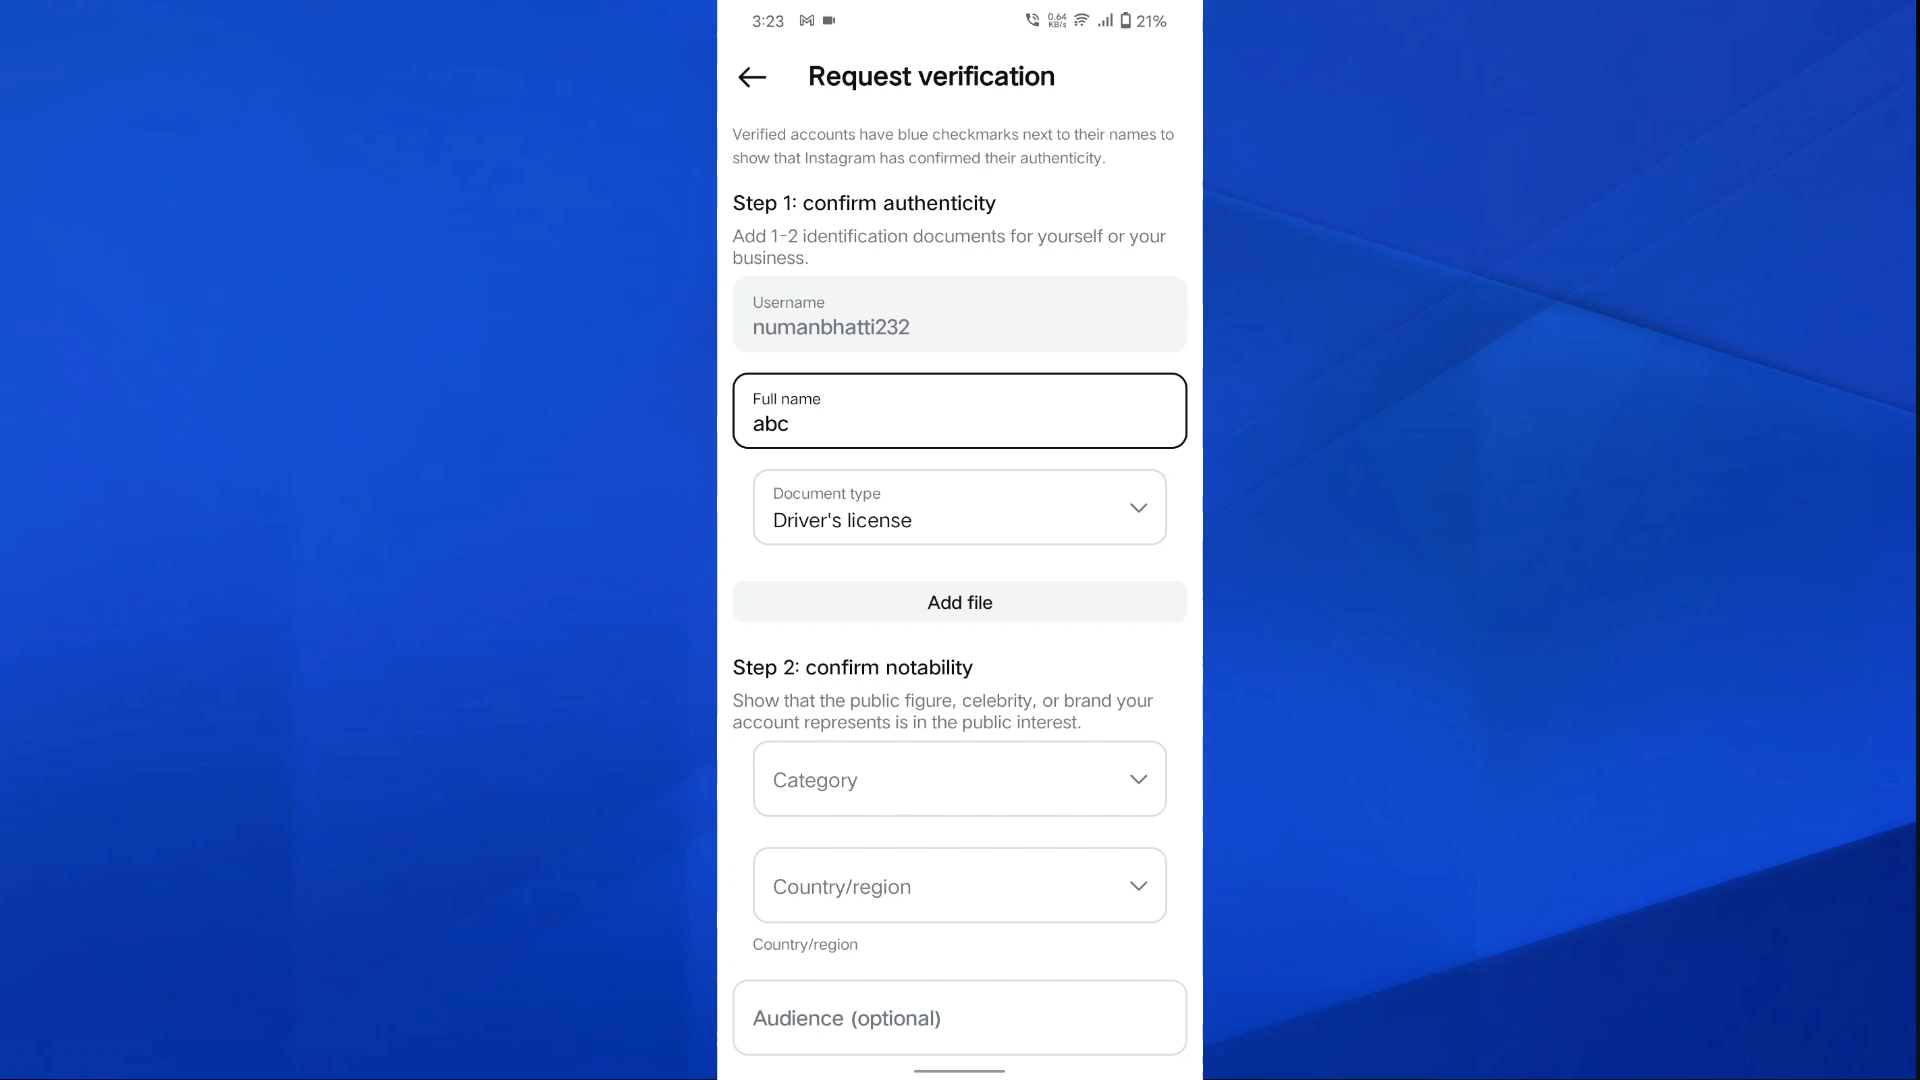 3:23 0.64 KB/s 21%
Request verification
Verified accounts have blue checkmarks next to their names to
show that Instagram has confirmed their authenticity.
Step 1: confirm authenticity
Add 1-2 identification documents for yourself or your
business.
Username
numanbhatti232
Full name
abc
Document type
Driver's license
Add file
Step 2: confirm notability
Show that the public figure, celebrity, or brand your
account represents is in the public interest.
Category
Country/region
Country/region
Audience (optional)